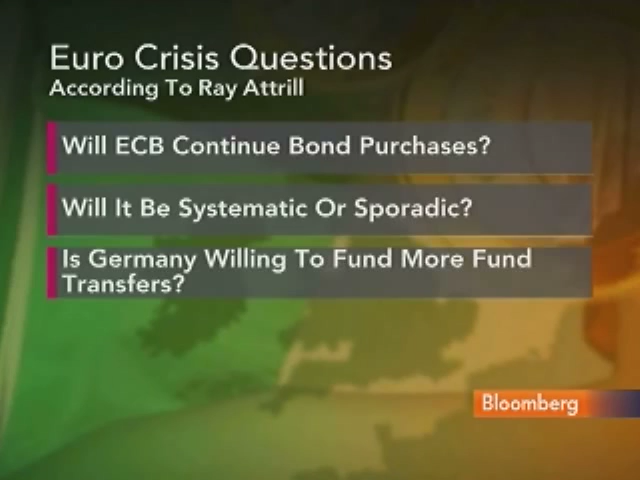 Euro Crisis Questions
According To Ray Attrill
Will ECB Continue Bond Purchases?
Will It Be Systematic Or Sporadic?
Is Germany Willing To Fund More Fund
Transfers?
Bloomberg